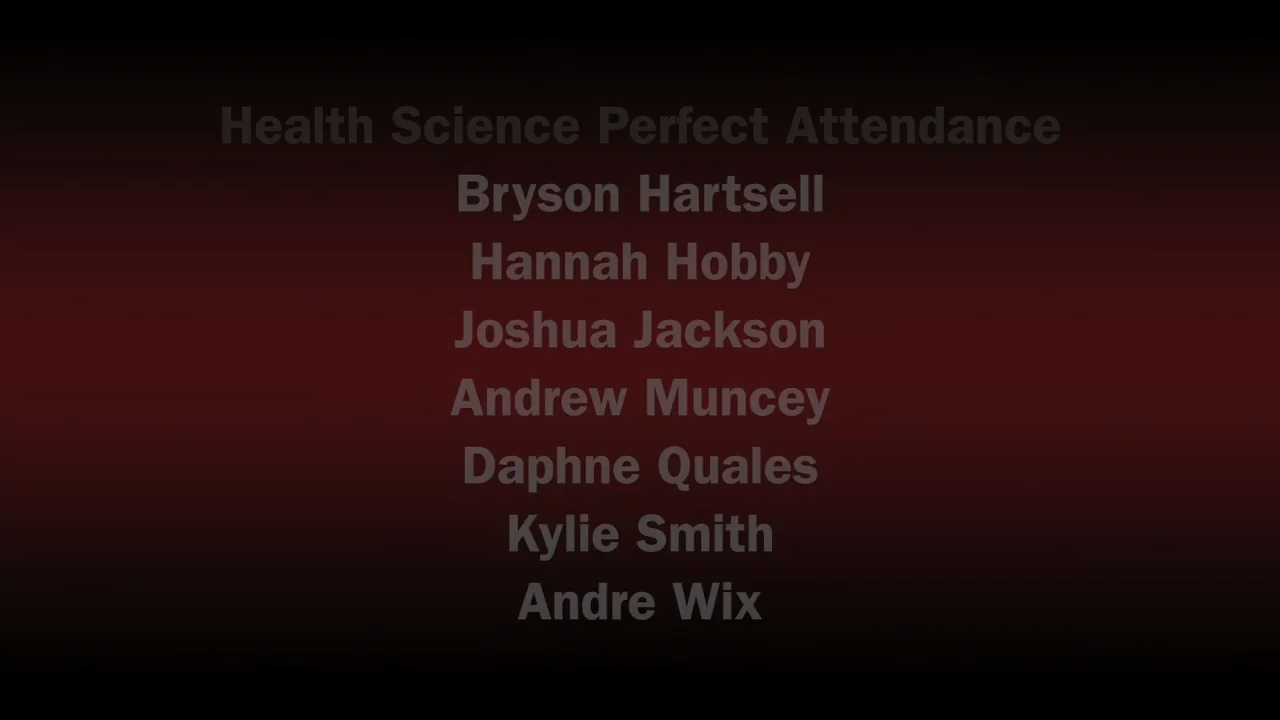 Health Science Perfect Attendance
Bryson Hartsell
Hannah Hobby
Joshua Jackson
Andrew Muncey
Daphne Quales
Kylie Smith
Andre Wix